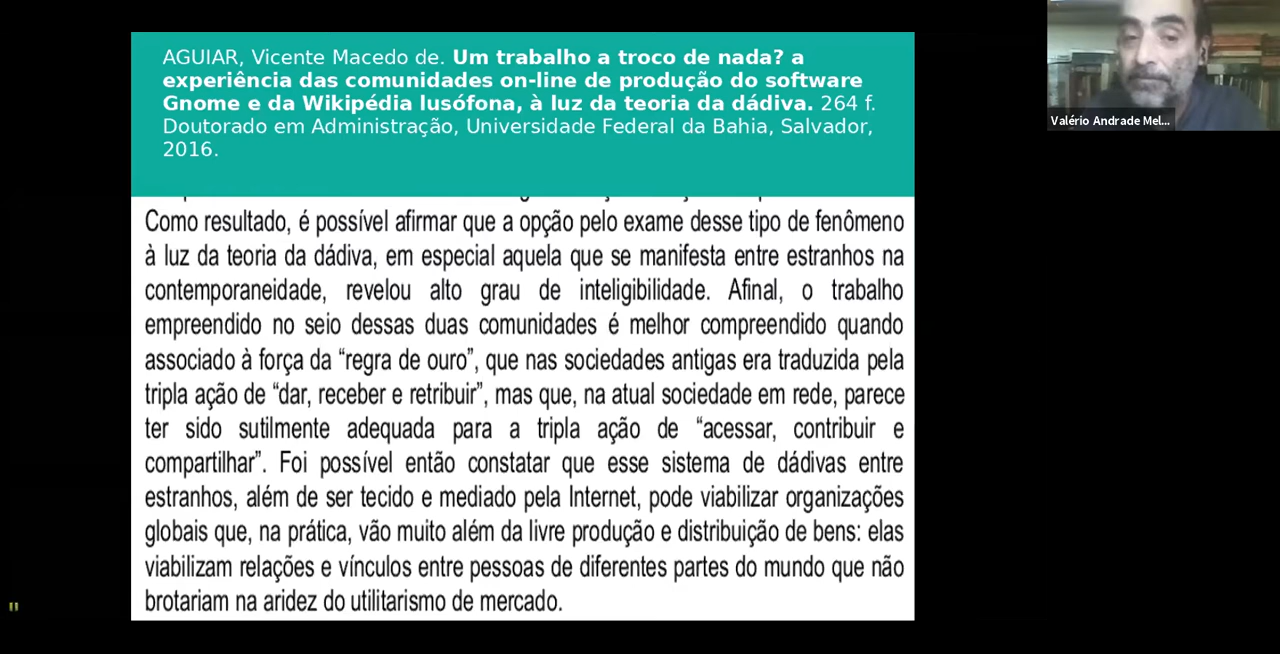 AGUIAR, Vicente Macedo de. Um trabalho a troco de nada? a
experiência das comunidades on-line de produção do software
Gnome e da Wikipédia lusófona, à luz da teoria da dádiva. 264 f.
Doutorado em Administração, Universidade Federal da Bahia, Salvador,
2016.
Valério Andrade Mel...
Como resultado, é possível afirmar que a opção pelo exame desse tipo de fenômeno
à luz da teoria da dádiva, em especial aquela que se manifesta entre estranhos na
contemporaneidade, revelou alto grau de inteligibilidade. Afinal, o trabalho
empreendido no seio dessas duas comunidades é melhor compreendido quando
associado à força da “regra de ouro”, que nas sociedades antigas era traduzida pela
tripla ação de “dar, receber e retribuir”, mas que, na atual sociedade em rede, parece
ter sido sutilmente adequada para a tripla ação de “acessar, contribuir e
compartilhar”. Foi possível então constatar que esse sistema de dádivas entre
estranhos, além de ser tecido e mediado pela Internet, pode viabilizar organizações
globais que, na prática, vão muito além da livre produção e distribuição de bens: elas
viabilizam relações e vínculos entre pessoas de diferentes partes do mundo que não
brotariam na aridez do utilitarismo de mercado.